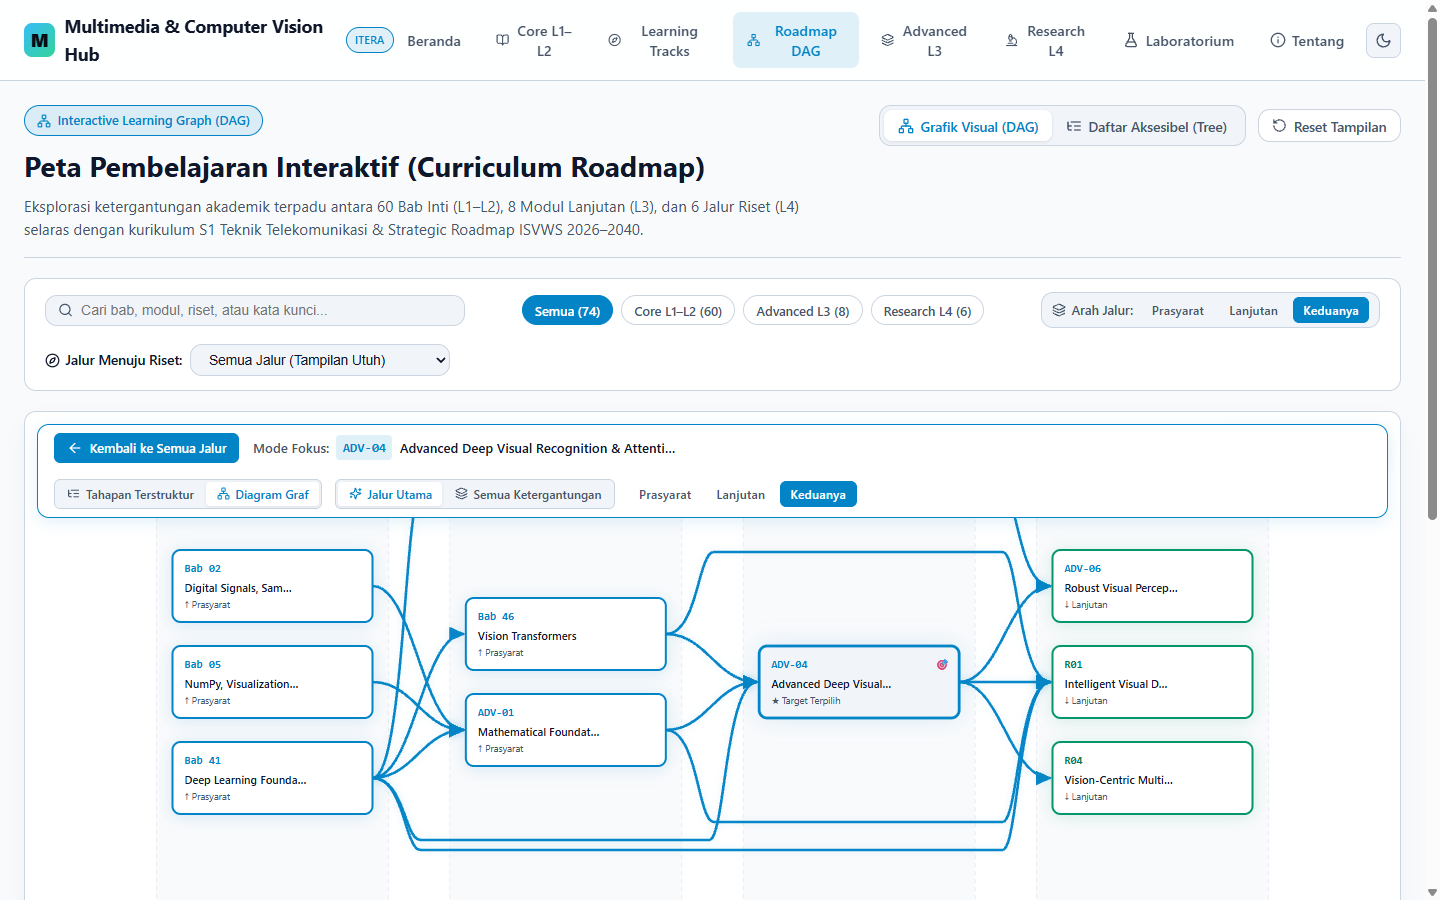 M
Multimedia & Computer Vision
Hub
ITERA
Beranda
Core L1–
L2
Learning
Tracks
Roadmap
DAG
Advanced
L3
Research
L4
Laboratorium
Tentang
Interactive Learning Graph (DAG)
Grafik Visual (DAG)
Daftar Aksesibel (Tree)
Reset Tampilan
Peta Pembelajaran Interaktif (Curriculum Roadmap)
Eksplorasi ketergantungan akademik terpadu antara 60 Bab Inti (L1–L2), 8 Modul Lanjutan (L3), dan 6 Jalur Riset (L4)
selaras dengan kurikulum S1 Teknik Telekomunikasi & Strategic Roadmap ISVWS 2026–2040.
Cari bab, modul, riset, atau kata kunci...
Semua (74)
Core L1–L2 (60)
Advanced L3 (8)
Research L4 (6)
Arah Jalur:
Prasyarat
Lanjutan
Keduanya
Jalur Menuju Riset:
Semua Jalur (Tampilan Utuh)
← Kembali ke Semua Jalur
Mode Fokus:
ADV-04
Advanced Deep Visual Recognition & Attenti...
Tahapan Terstruktur
Diagram Graf
Jalur Utama
Semua Ketergantungan
Prasyarat
Lanjutan
Keduanya
Bab 02
Digital Signals, Sam...
↑ Prasyarat
Bab 05
NumPy, Visualization...
↑ Prasyarat
Bab 41
Deep Learning Founda...
↑ Prasyarat
Bab 46
Vision Transformers
↑ Prasyarat
ADV-01
Mathematical Foundat...
↑ Prasyarat
ADV-04
Advanced Deep Visual...
★ Target Terpilih
ADV-06
Robust Visual Percep...
↓ Lanjutan
R01
Intelligent Visual D...
↓ Lanjutan
R04
Vision-Centric Multi...
↓ Lanjutan